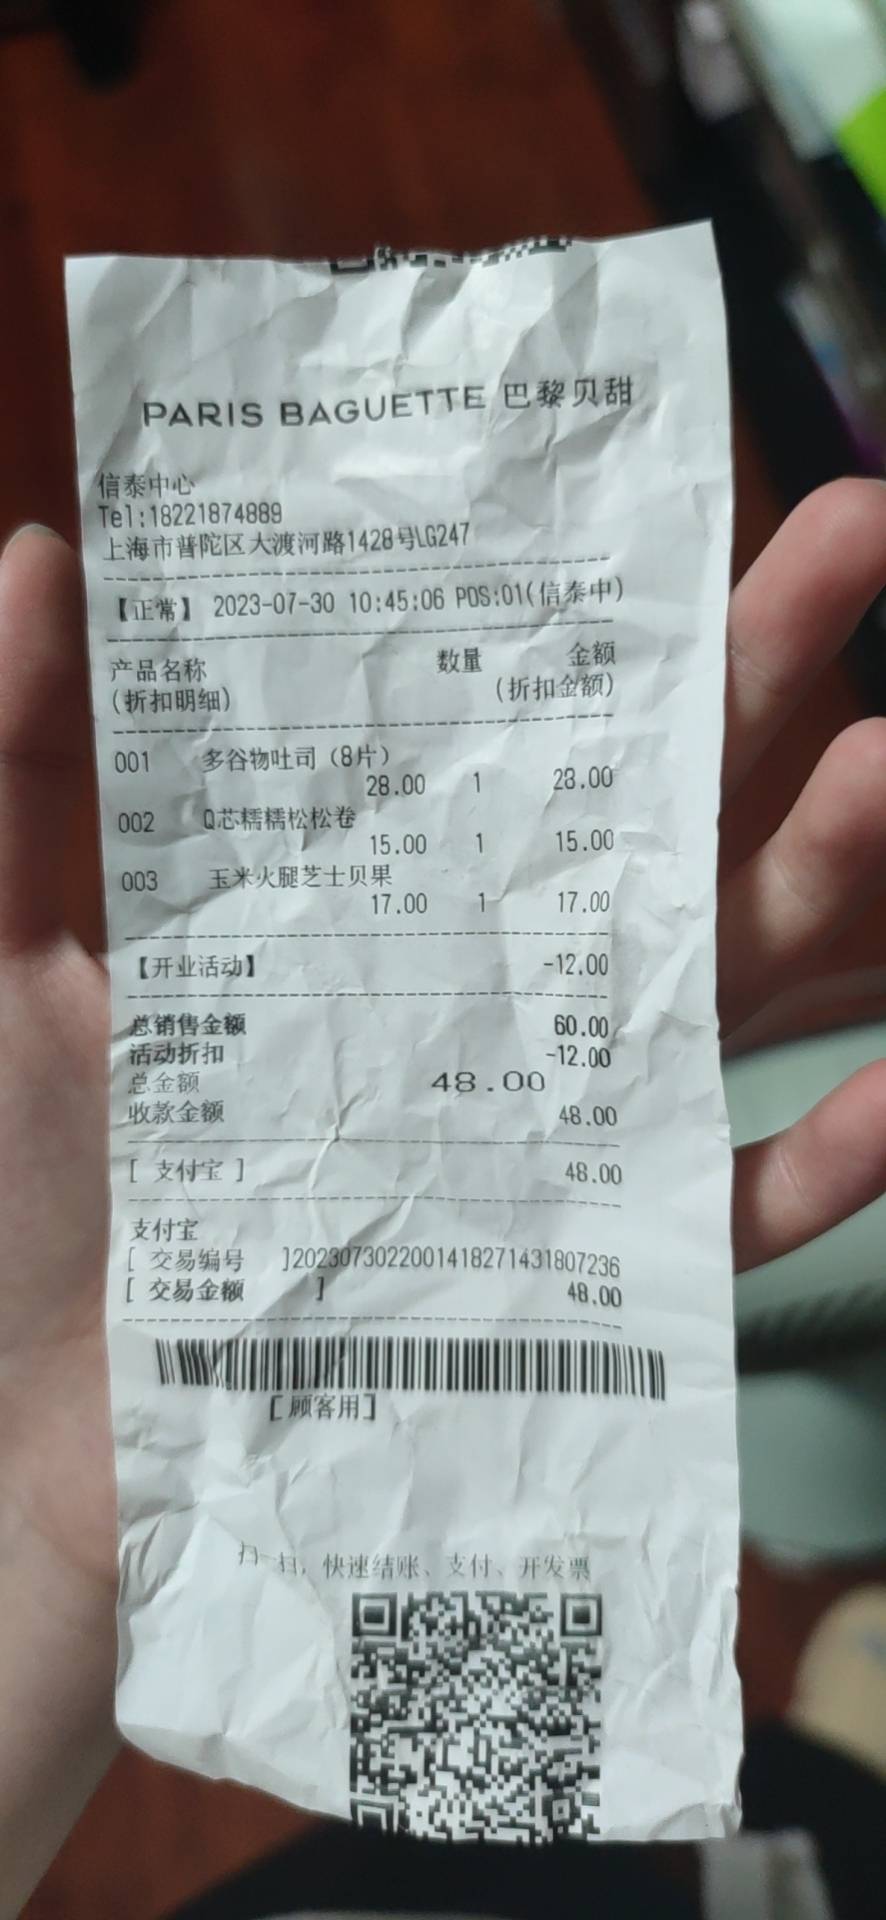 PARIS BAGUETTE 巴黎贝甜
信泰中心
Tel:18221874889
上海市普陀区大渡河路1428号LG247
【正常】 2023-07-30 10:45:06 POS:01(信泰中)
产品名称 数量 金额
(折扣明细) (折扣金额)
001 多谷物吐司（8片）
28.00 1 28.00
002 Q芯糯糯松松卷
15.00 1 15.00
003 玉米火腿芝士贝果
17.00 1 17.00
【开业活动】 -12.00
总销售金额 60.00
活动折扣 -12.00
总金额 48.00
收款金额 48.00
[ 支付宝 ] 48.00
支付宝
[ 交易编号 ]2023073022001418271431807236
[ 交易金额 ] 48.00
[顾客用]
扫一扫，快速结账、支付、开发票